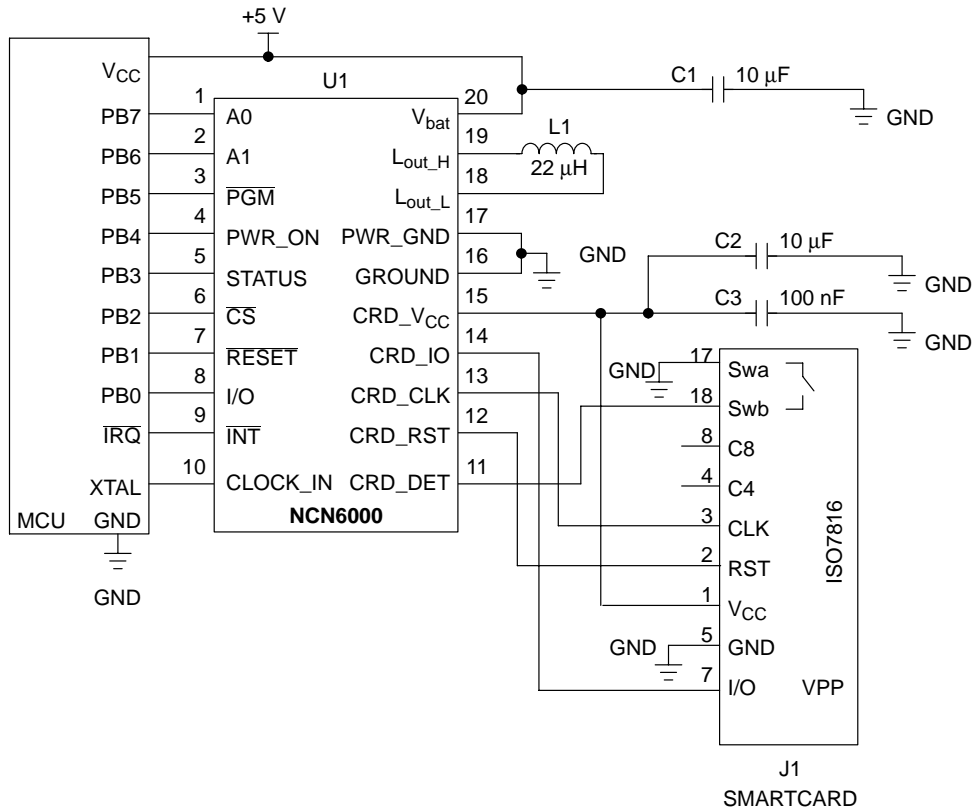 +5 V
VCC
U1
C1 10 µF
GND
PB7 1 A0
Vbat 20
PB6 2 A1
Lout_H 19
L1
22 µH
PB5 3 PGM
Lout_L 18
PB4 4 PWR_ON
PWR_GND 17
GND
PB3 5 STATUS
GROUND 16
C2 10 µF
GND
PB2 6 CS
CRD_VCC 15
C3 100 nF
GND
PB1 7 RESET
CRD_IO 14
PB0 8 I/O
CRD_CLK 13
IRQ 9 INT
CRD_RST 12
XTAL 10 CLOCK_IN
CRD_DET 11
MCU GND
NCN6000
GND
GND 17 Swa
18 Swb
8 C8
4 C4
3 CLK
2 RST
1 VCC
GND 5 GND
7 I/O VPP
ISO7816
J1
SMARTCARD